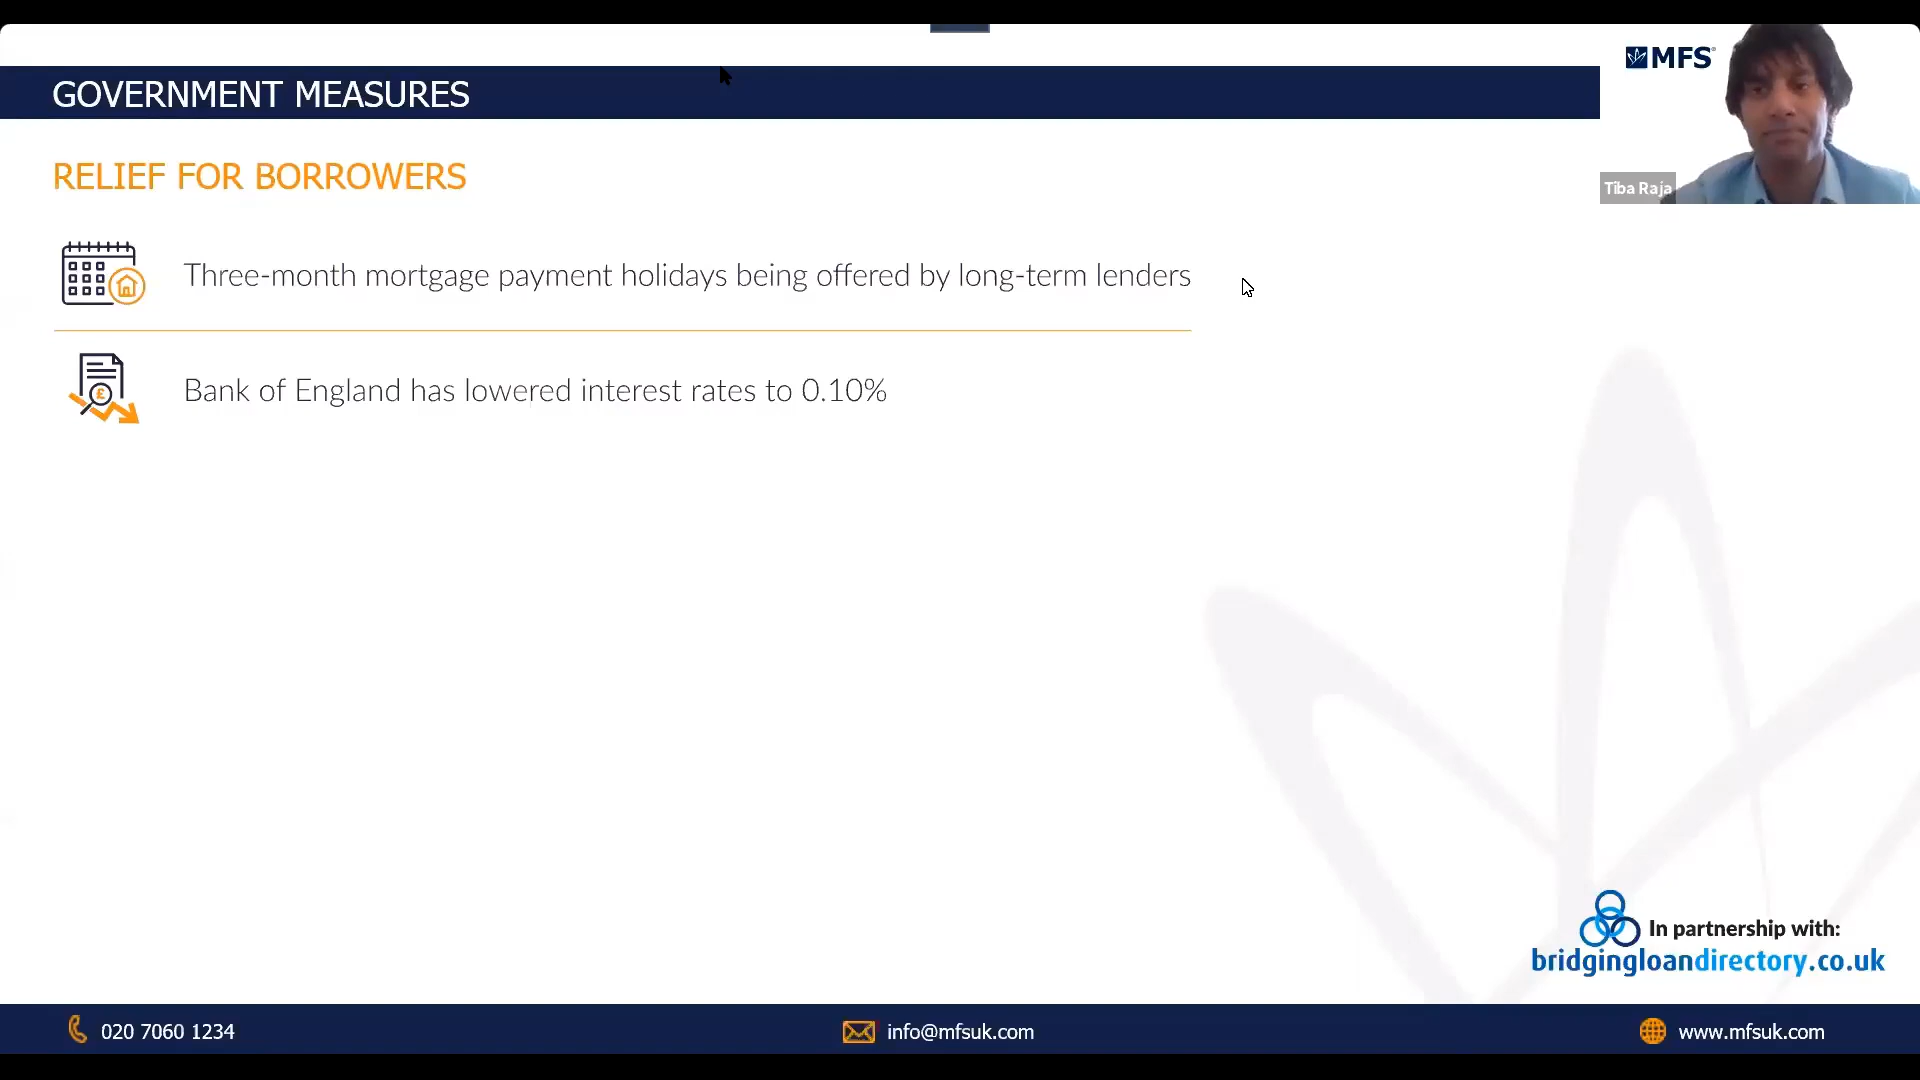 MFS
GOVERNMENT MEASURES
Tiba Raja
RELIEF FOR BORROWERS
Three-month mortgage payment holidays being offered by long-term lenders
£
Bank of England has lowered interest rates to 0.10%
In partnership with:
bridgingloandirectory.co.uk
020 7060 1234
info@mfsuk.com
www.mfsuk.com